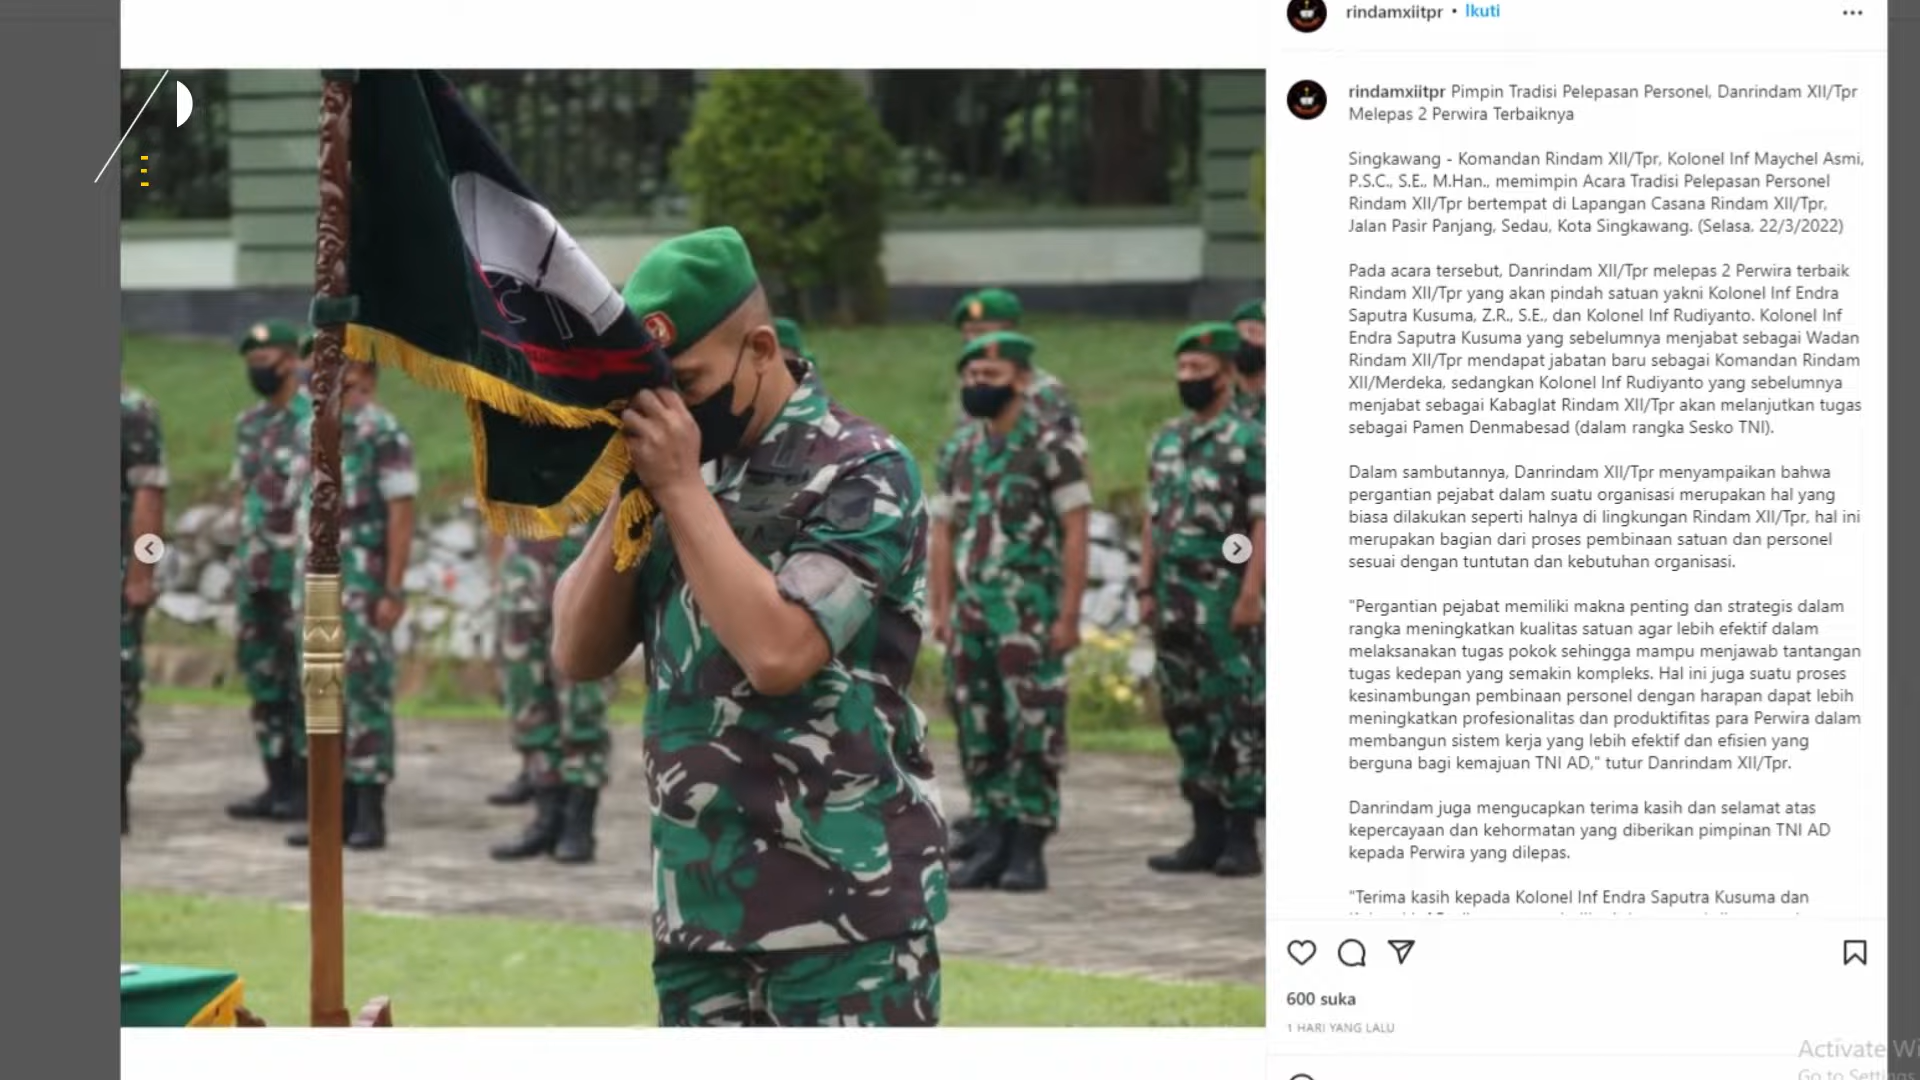 rindamxiitpr • Ikuti
rindamxiitpr Pimpin Tradisi Pelepasan Personel, Danrindam XII/Tpr
Melepas 2 Perwira Terbaiknya
Singkawang - Komandan Rindam XII/Tpr, Kolonel Inf Maychel Asmi,
P.S.C., S.E., M.Han., memimpin Acara Tradisi Pelepasan Personel
Rindam XII/Tpr bertempat di Lapangan Casana Rindam XII/Tpr,
Jalan Pasir Panjang, Sedau, Kota Singkawang. (Selasa, 22/3/2022)
Pada acara tersebut, Danrindam XII/Tpr melepas 2 Perwira terbaik
Rindam XII/Tpr yang akan pindah satuan yakni Kolonel Inf Endra
Saputra Kusuma, Z.R., S.E., dan Kolonel Inf Rudiyanto. Kolonel Inf
Endra Saputra Kusuma yang sebelumnya menjabat sebagai Wadan
Rindam XII/Tpr mendapat jabatan baru sebagai Komandan Rindam
XII/Merdeka, sedangkan Kolonel Inf Rudiyanto yang sebelumnya
menjabat sebagai Kabaglat Rindam XII/Tpr akan melanjutkan tugas
sebagai Pamen Denmabesad (dalam rangka Sesko TNI).
Dalam sambutannya, Danrindam XII/Tpr menyampaikan bahwa
pergantian pejabat dalam suatu organisasi merupakan hal yang
biasa dilakukan seperti halnya di lingkungan Rindam XII/Tpr, hal ini
merupakan bagian dari proses pembinaan satuan dan personel
sesuai dengan tuntutan dan kebutuhan organisasi.
"Pergantian pejabat memiliki makna penting dan strategis dalam
rangka meningkatkan kualitas satuan agar lebih efektif dalam
melaksanakan tugas pokok sehingga mampu menjawab tantangan
tugas kedepan yang semakin kompleks. Hal ini juga suatu proses
kesinambungan pembinaan personel dengan harapan dapat lebih
meningkatkan profesionalitas dan produktifitas para Perwira dalam
membangun sistem kerja yang lebih efektif dan efisien yang
berguna bagi kemajuan TNI AD," tutur Danrindam XII/Tpr.
Danrindam juga mengucapkan terima kasih dan selamat atas
kepercayaan dan kehormatan yang diberikan pimpinan TNI AD
kepada Perwira yang dilepas.
"Terima kasih kepada Kolonel Inf Endra Saputra Kusuma dan
600 suka
1 HARI YANG LALU
Activate Wi
Go to Settings